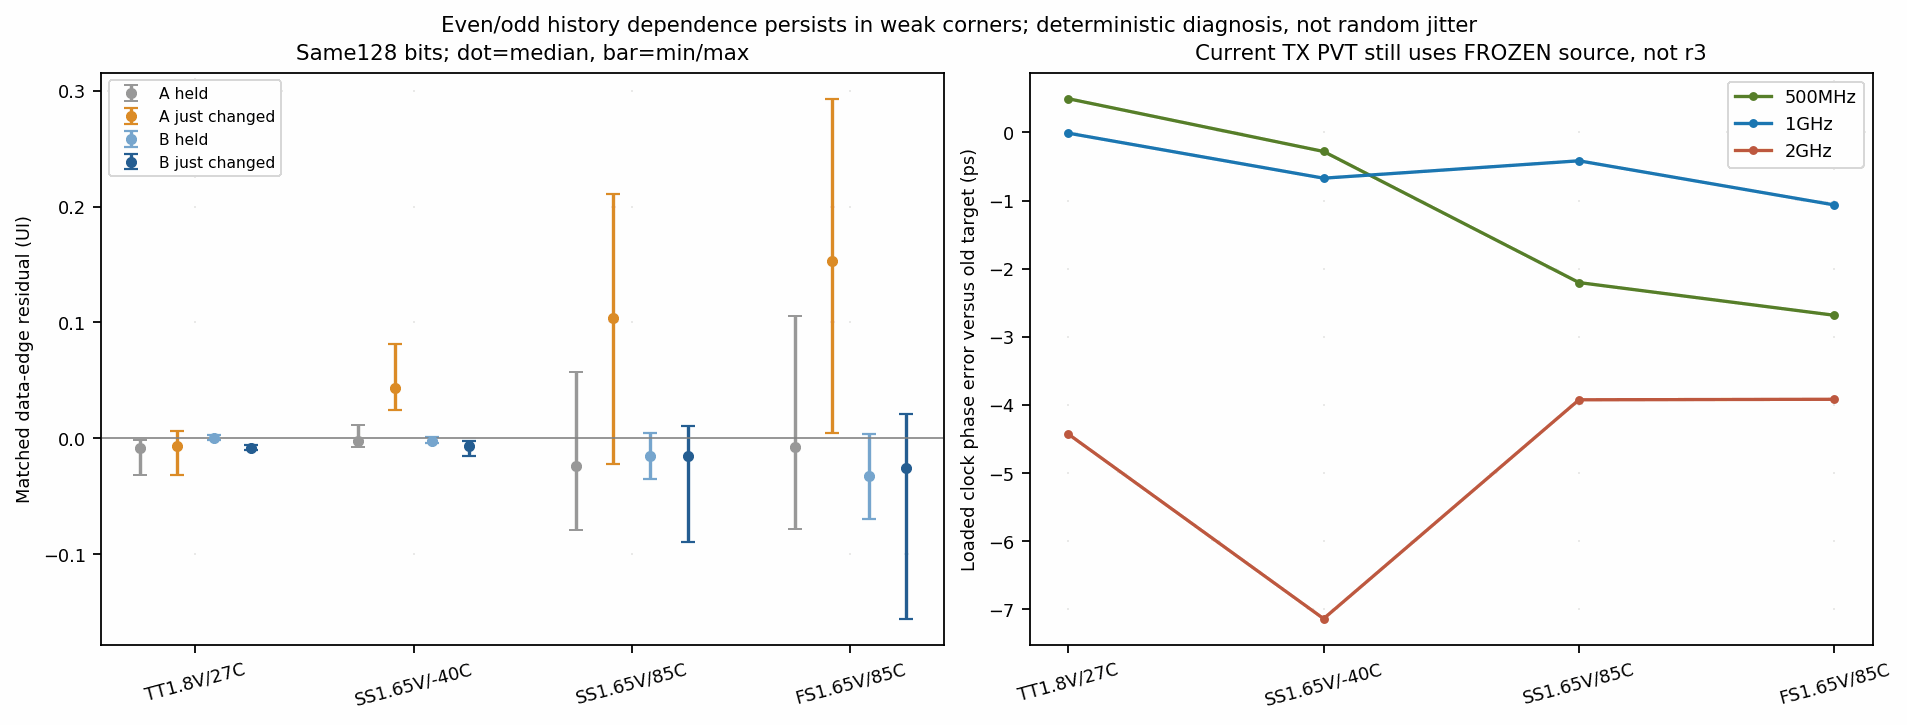 Even/odd history dependence persists in weak corners; deterministic diagnosis, not random jitter
Same128 bits; dot=median, bar=min/max
Matched data-edge residual (UI)
0.3
0.2
0.1
0.0
−0.1
A held
A just changed
B held
B just changed
TT1.8V/27C
SS1.65V/-40C
SS1.65V/85C
FS1.65V/85C
Current TX PVT still uses FROZEN source, not r3
Loaded clock phase error versus old target (ps)
0
−1
−2
−3
−4
−5
−6
−7
500MHz
1GHz
2GHz
TT1.8V/27C
SS1.65V/-40C
SS1.65V/85C
FS1.65V/85C